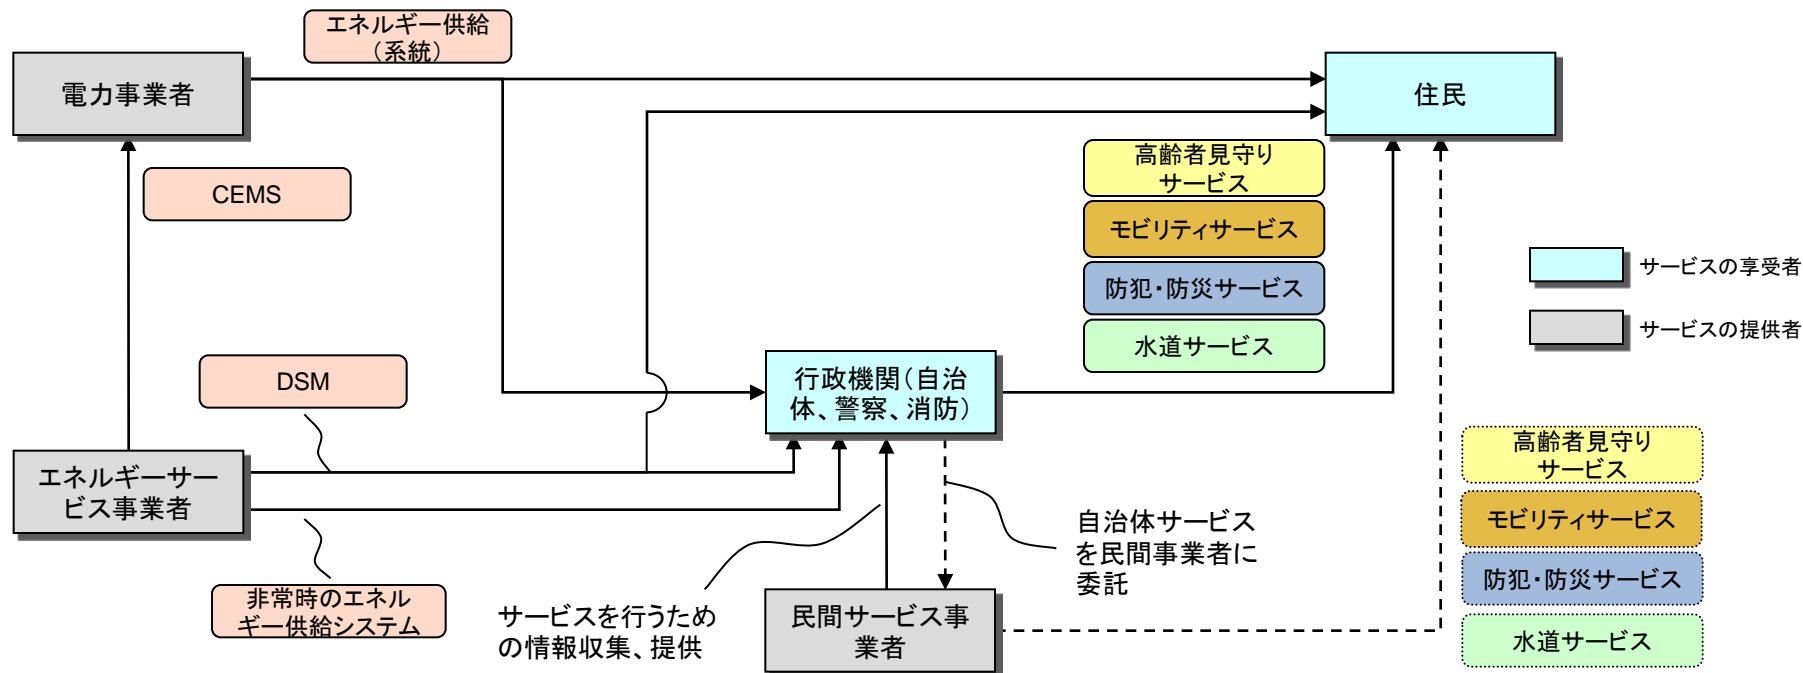 エネルギー供給
（系統）
電力事業者
住民
高齢者見守り
サービス
CEMS
モビリティサービス
サービスの享受者
防犯・防災サービス
サービスの提供者
水道サービス
DSM
行政機関（自治
体、警察、消防）
高齢者見守り
サービス
エネルギーサー
ビス事業者
モビリティサービス
自治体サービス
を民間事業者に
委託
防犯・防災サービス
非常時のエネル
ギー供給システム
サービスを行うため
の情報収集、提供
民間サービス事
業者
水道サービス